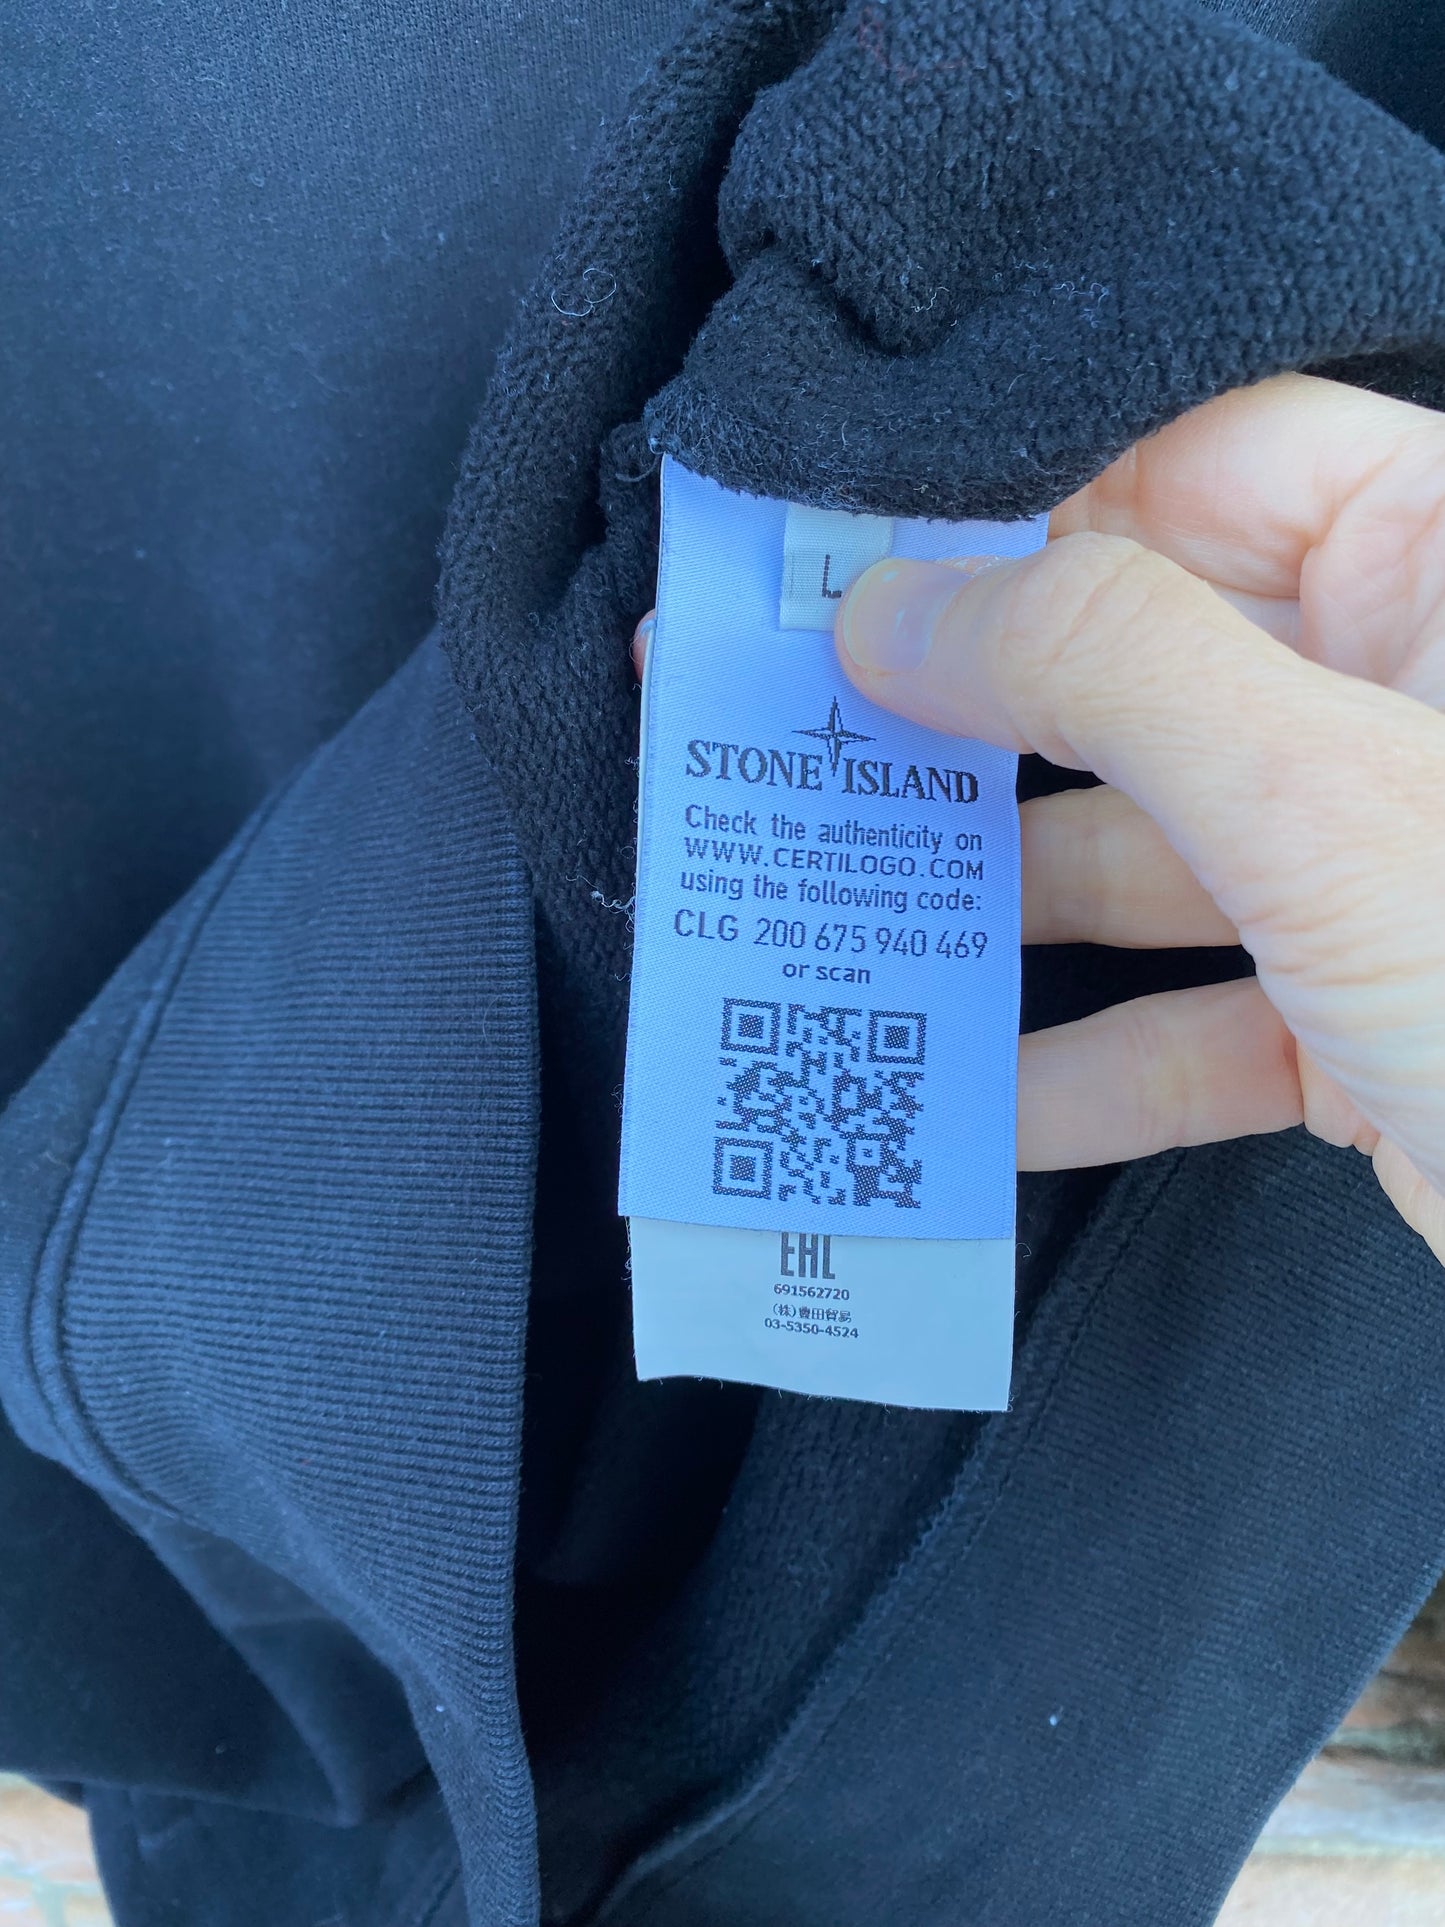 L
STONE ISLAND
Check the authenticity on
WWW.CERTILOGO.COM
using the following code:
CLG 200 675 940 469
or scan
EAC
691562720
(株)豊田貿易
03-5350-4524